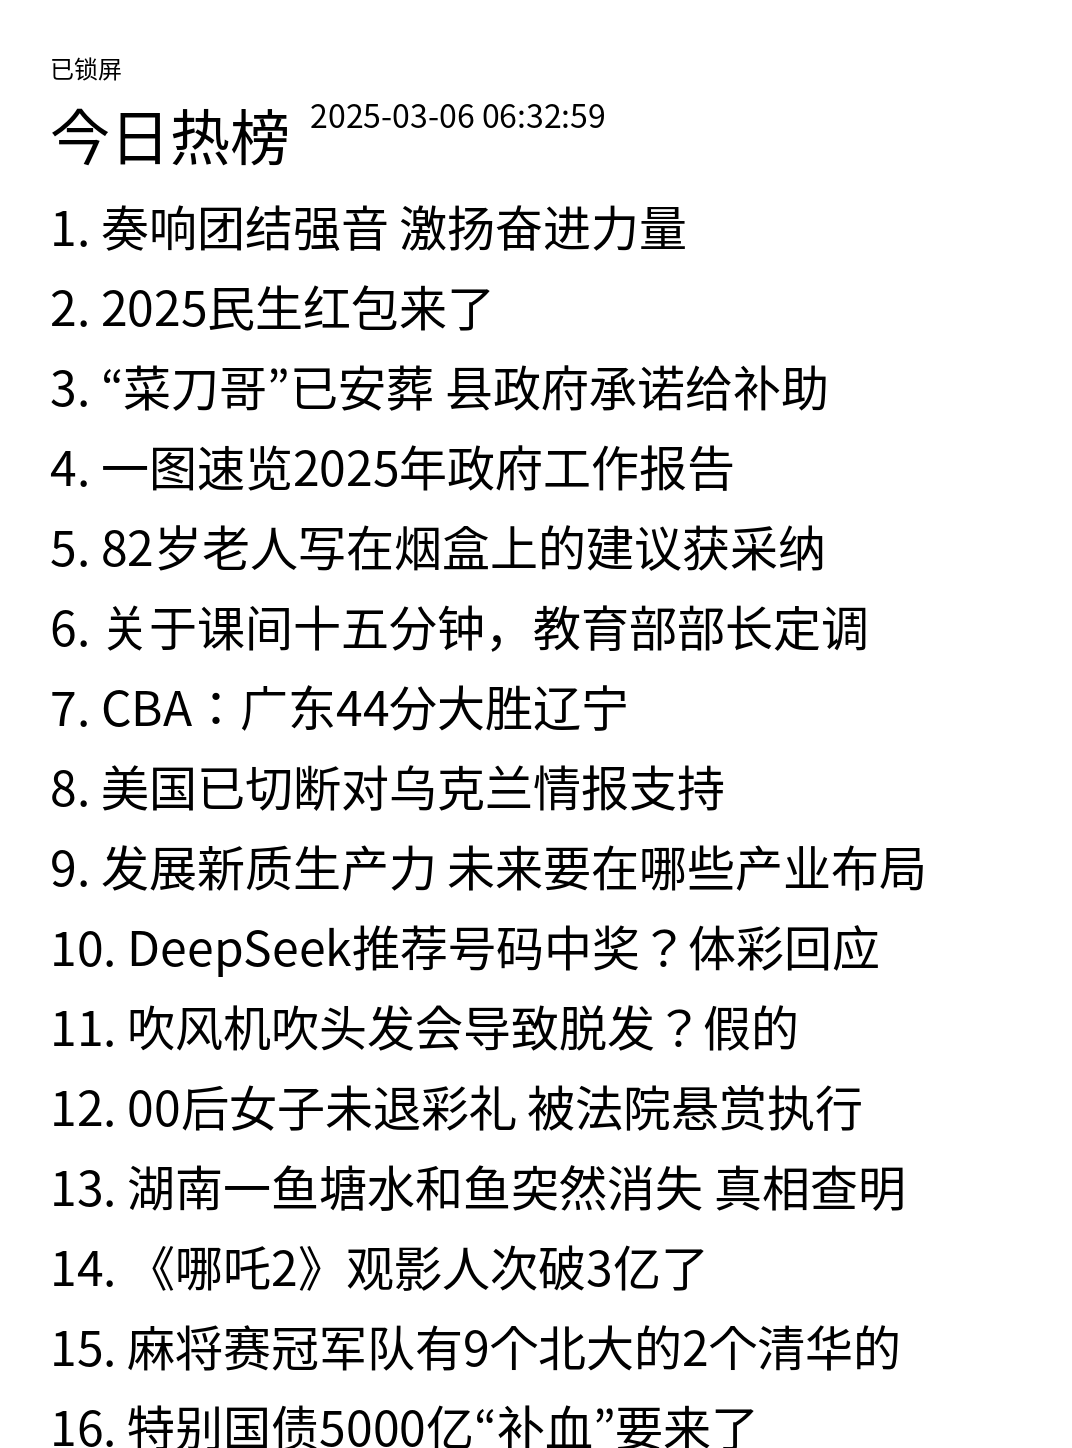 已锁屏
今日热榜 2025-03-06 06:32:59
1. 奏响团结强音 激扬奋进力量
2. 2025民生红包来了
3. “菜刀哥”已安葬 县政府承诺给补助
4. 一图速览2025年政府工作报告
5. 82岁老人写在烟盒上的建议获采纳
6. 关于课间十五分钟，教育部部长定调
7. CBA：广东44分大胜辽宁
8. 美国已切断对乌克兰情报支持
9. 发展新质生产力 未来要在哪些产业布局
10. DeepSeek推荐号码中奖？体彩回应
11. 吹风机吹头发会导致脱发？假的
12. 00后女子未退彩礼 被法院悬赏执行
13. 湖南一鱼塘水和鱼突然消失 真相查明
14. 《哪吒2》观影人次破3亿了
15. 麻将赛冠军队有9个北大的2个清华的
16. 特别国债5000亿“补血”要来了